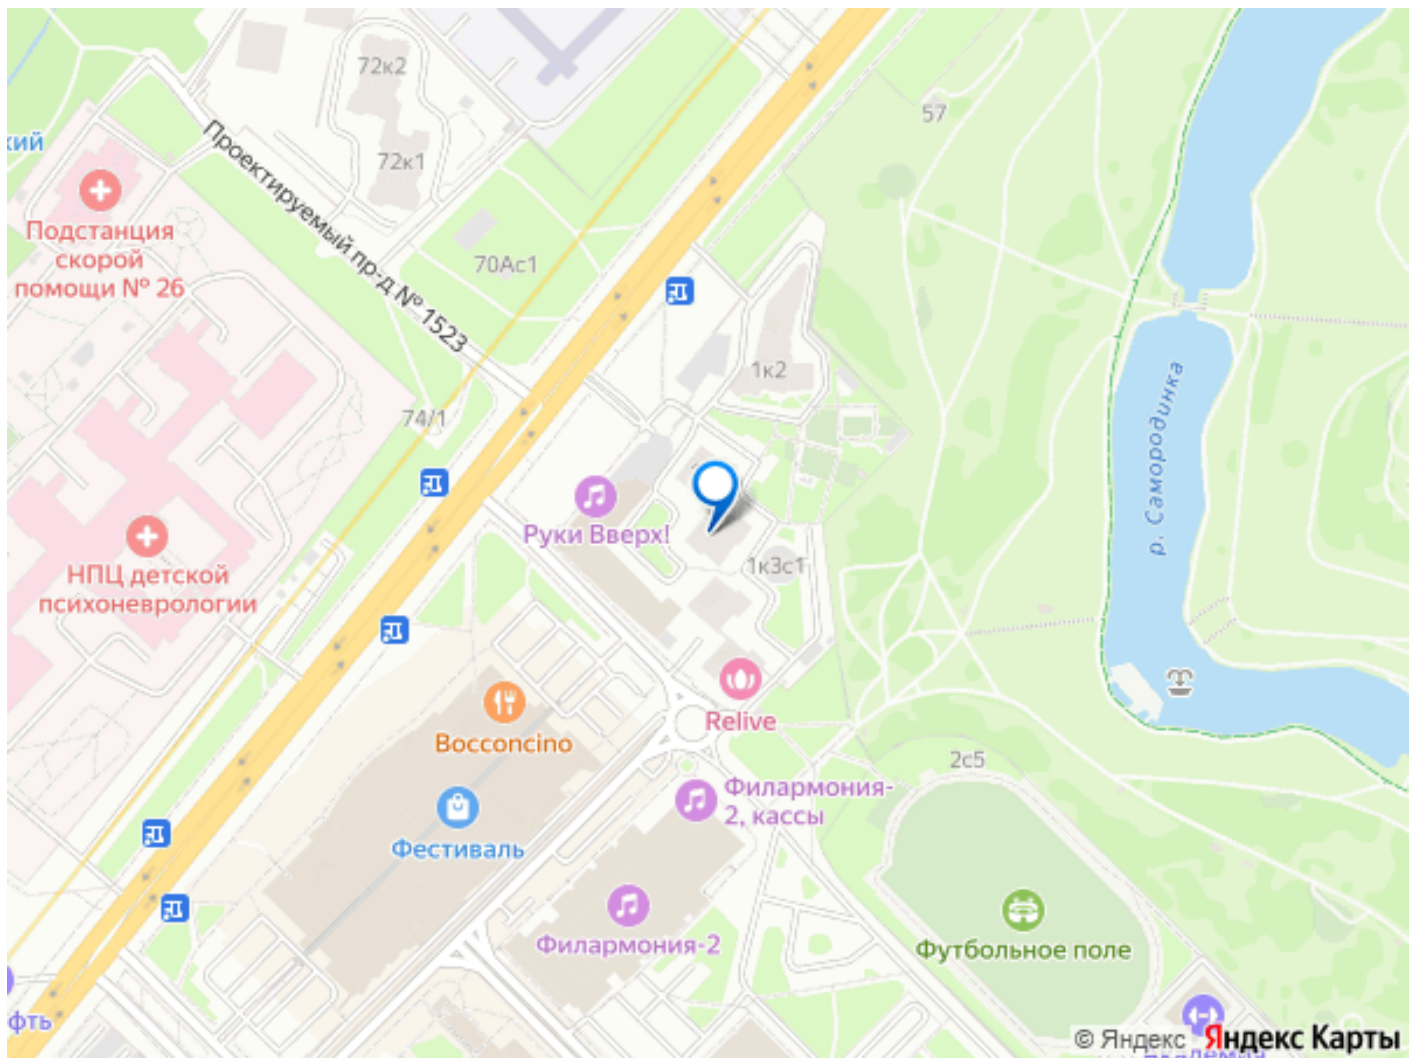 72к2
57
кий
72к1
Проектируемый пр-д № 1523
Подстанция
скорой
помощи № 26
70Ас1
1к2
р. Самородинка
74/1
Руки Вверх!
НПЦ детской
психоневрологии
1к3с1
Relive
Bocconcino
2с5
Филармония-
2, кассы
Фестиваль
Филармония-2
Футбольное поле
фть
© Яндекс Яндекс Карты